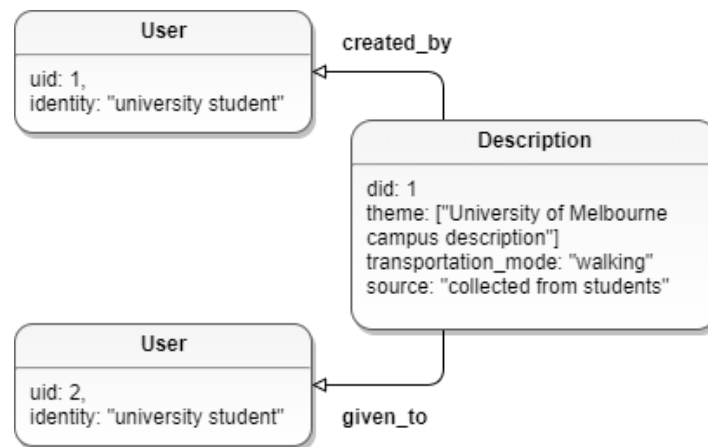 User
uid: 1,
identity: "university student"
created_by
Description
did: 1
theme: ["University of Melbourne
campus description"]
transportation_mode: "walking"
source: "collected from students"
User
uid: 2,
identity: "university student"
given_to